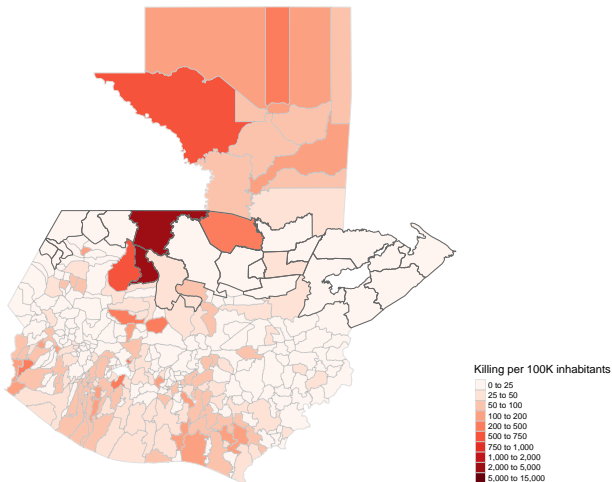 Killing per 100K inhabitants
0 to 25
25 to 50
50 to 100
100 to 200
200 to 500
500 to 750
750 to 1,000
1,000 to 2,000
2,000 to 5,000
5,000 to 15,000